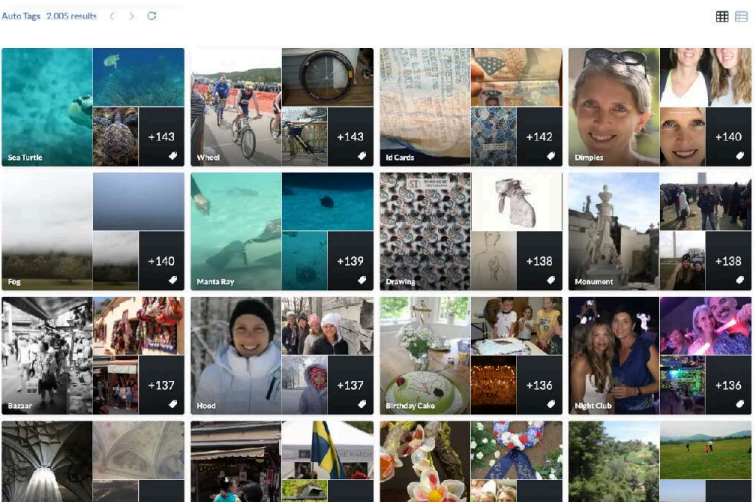 Auto Tags 2,005 results
+143
Sea Turtle
+143
Wheel
+142
Id Cards
+140
Dimples
+140
Fog
+139
Manta Ray
+138
Drawing
+138
Monument
+137
Bazaar
+137
Hood
+136
Birthday Cake
+136
Night Club